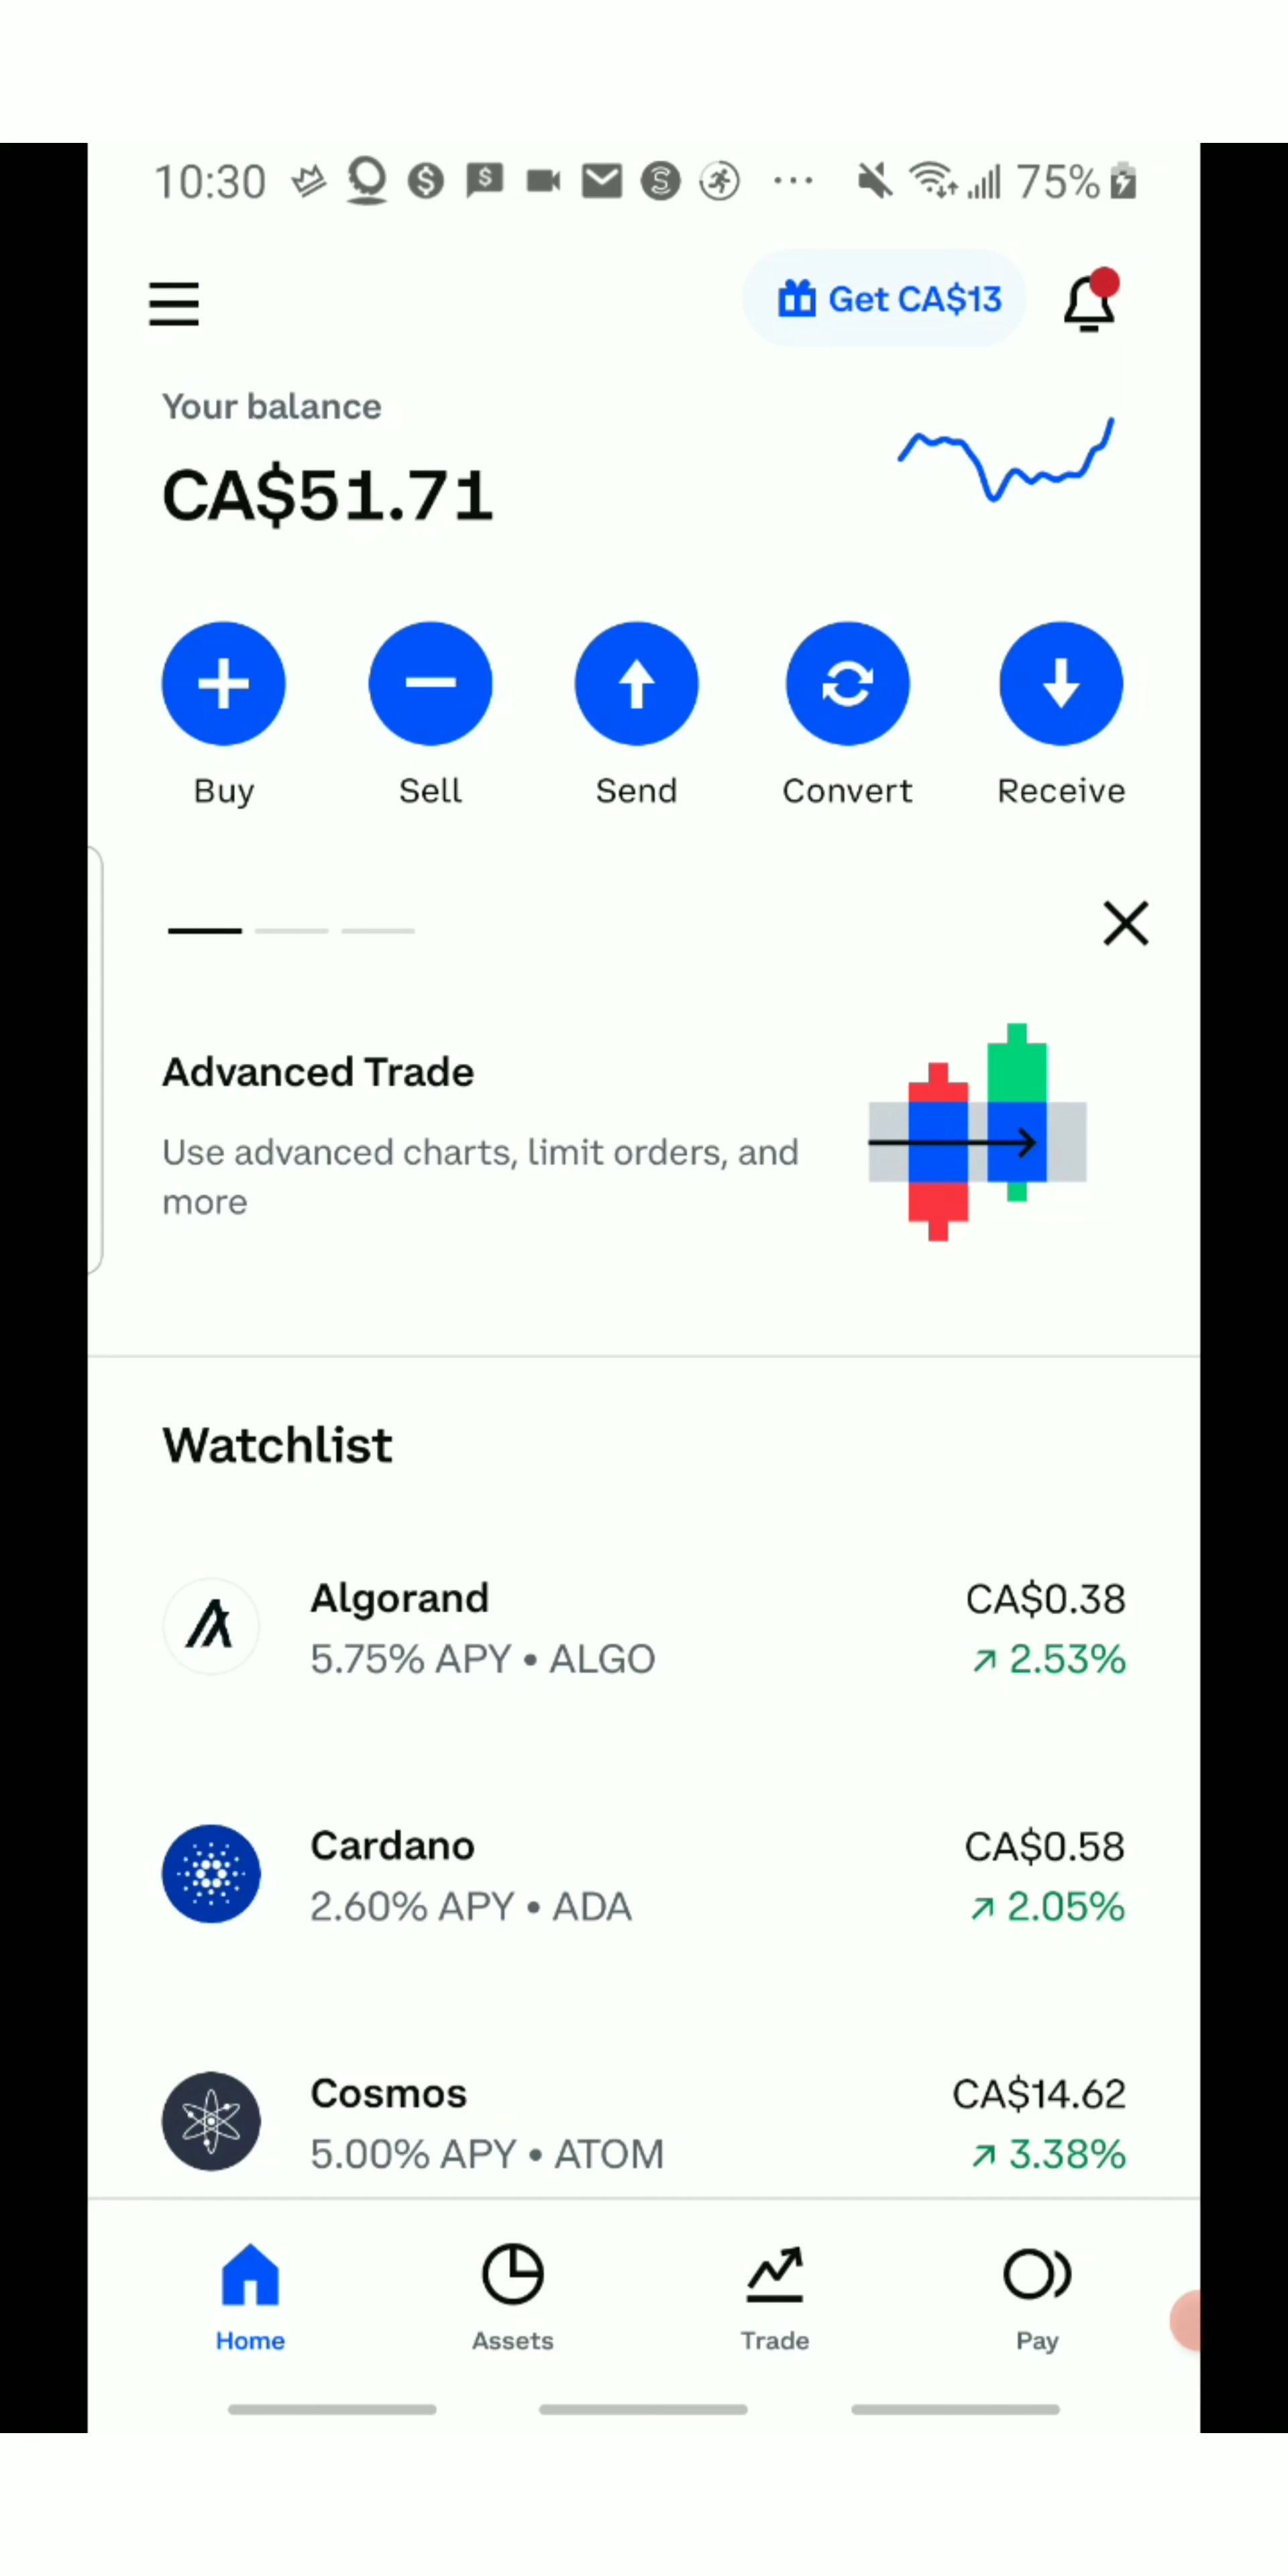 10:30
75%
Get CA$13
Your balance
CA$51.71
Buy
Sell
Send
Convert
Receive
Advanced Trade
Use advanced charts, limit orders, and
more
Watchlist
Algorand
CA$0.38
5.75% APY • ALGO
↗ 2.53%
Cardano
CA$0.58
2.60% APY • ADA
↗ 2.05%
Cosmos
CA$14.62
5.00% APY • ATOM
↗ 3.38%
Home
Assets
Trade
Pay